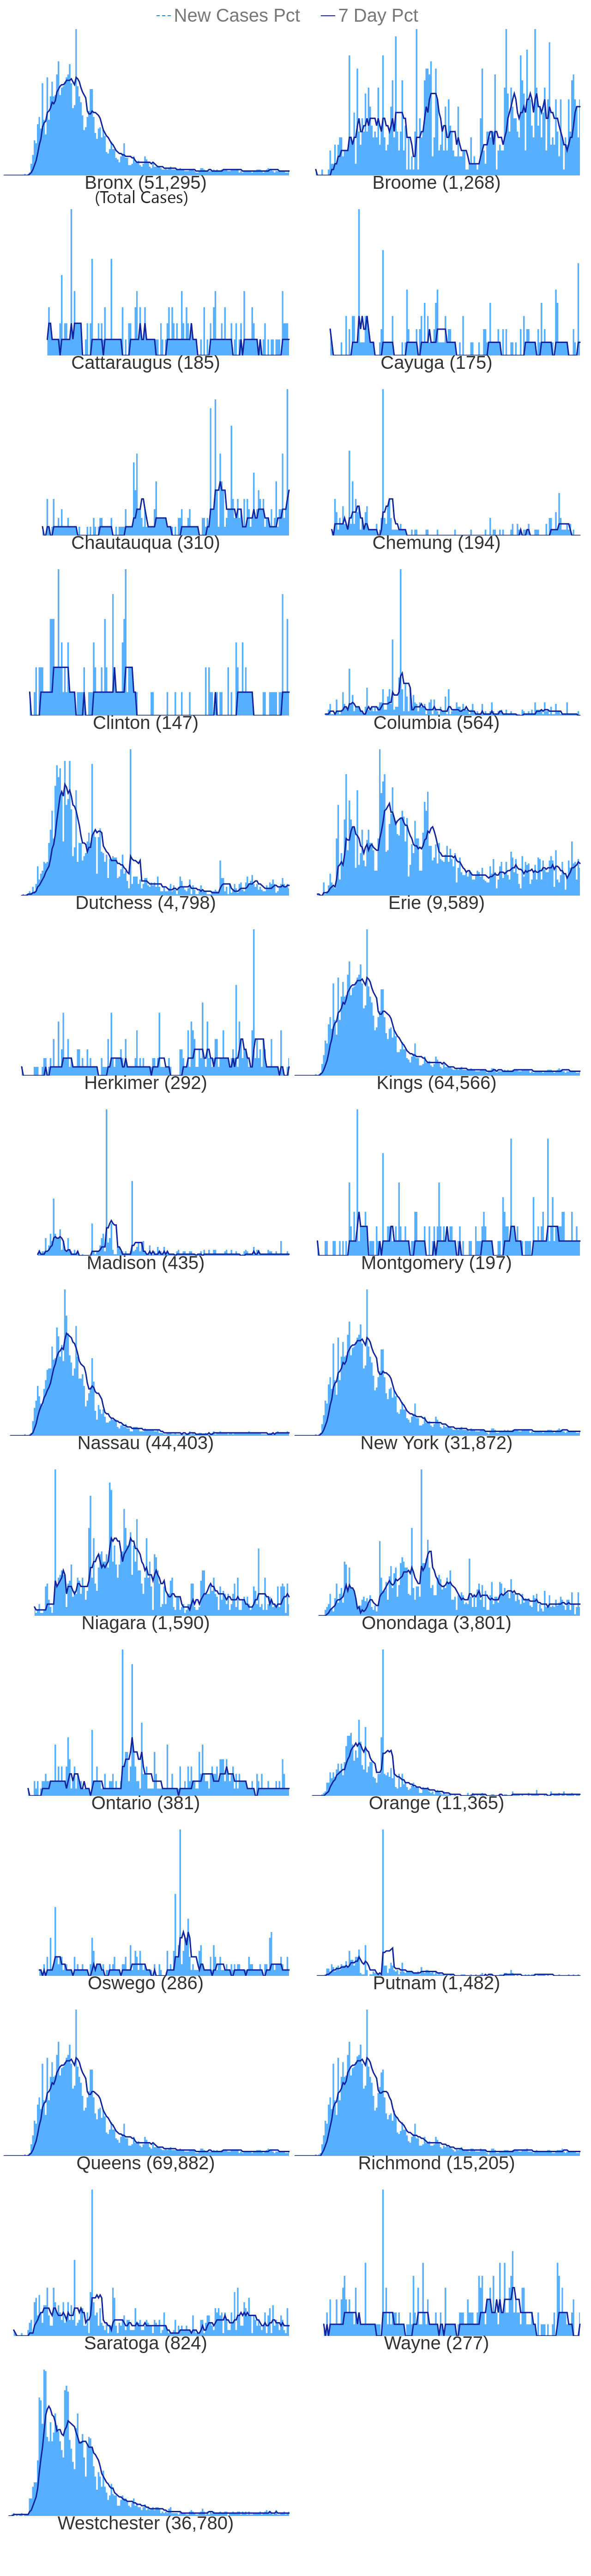 New Cases Pct 7 Day Pct
Bronx (51,295) Broome (1,268)
(Total Cases)
Cattaraugus (185) Cayuga (175)
Chautauqua (310) Chemung (194)
Clinton (147) Columbia (564)
Dutchess (4,798) Erie (9,589)
Herkimer (292) Kings (64,566)
Madison (435) Montgomery (197)
Nassau (44,403) New York (31,872)
Niagara (1,590) Onondaga (3,801)
Ontario (381) Orange (11,365)
Oswego (286) Putnam (1,482)
Queens (69,882) Richmond (15,205)
Saratoga (824) Wayne (277)
Westchester (36,780)